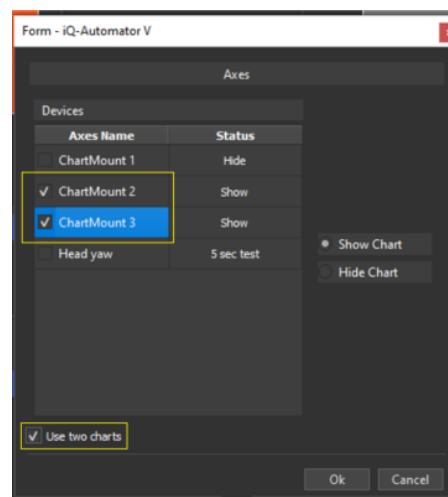 Form - iQ-Automator V
Axes
Devices
Axes Name Status
ChartMount 1 Hide
ChartMount 2 Show
ChartMount 3 Show
Head yaw 5 sec test
Show Chart
Hide Chart
Use two charts
Ok Cancel